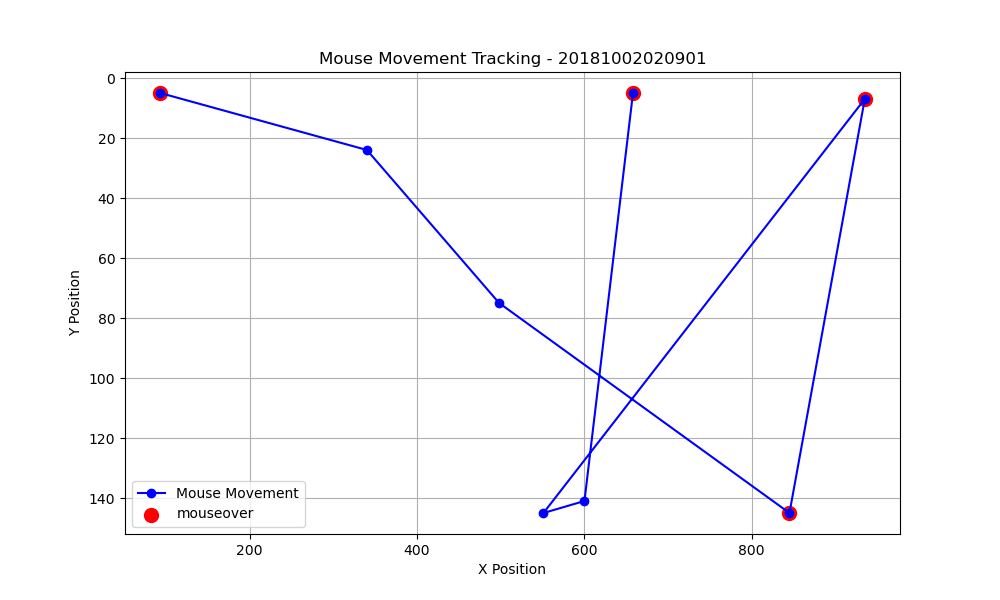 Mouse Movement Tracking - 20181002020901
0
20
40
60
80
100
120
140
Y Position
Mouse Movement
mouseover
200 400 600 800
X Position